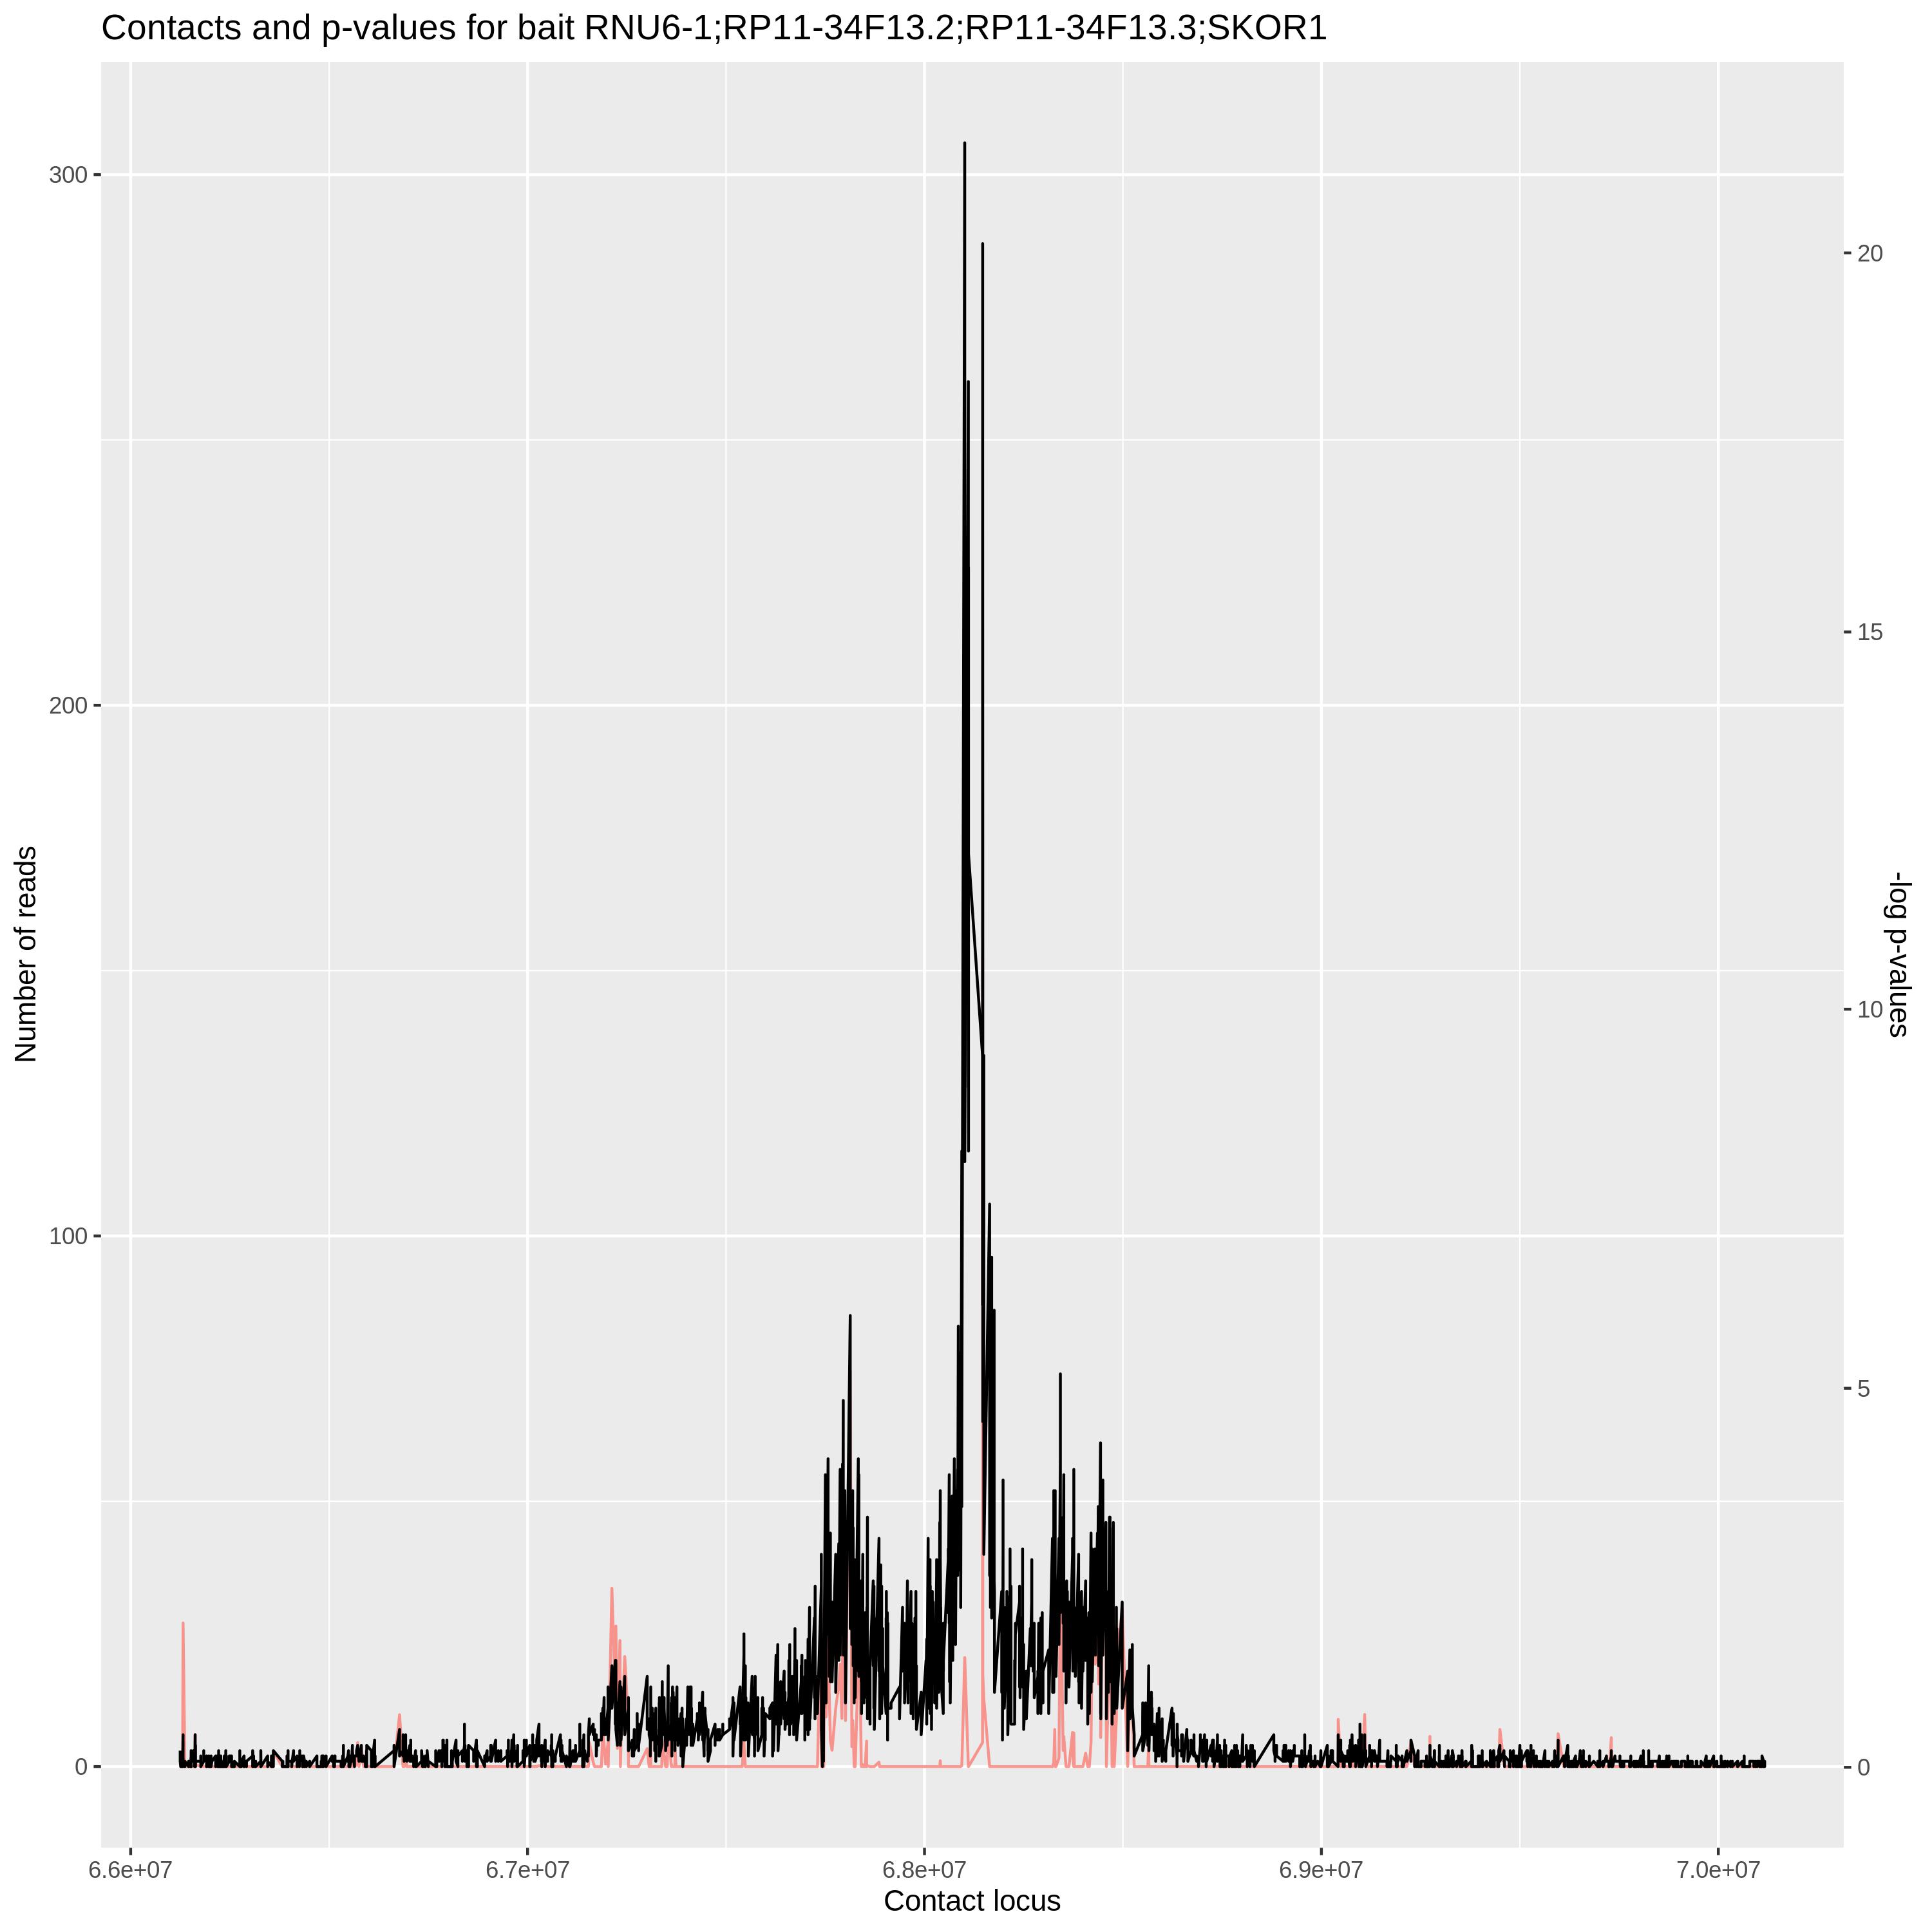 Contacts and p-values for bait RNU6-1;RP11-34F13.2;RP11-34F13.3;SKOR1
300
200
100
0
Number of reads
20
15
10
5
0
-log p-values
6.6e+07
6.7e+07
6.8e+07
6.9e+07
7.0e+07
Contact locus